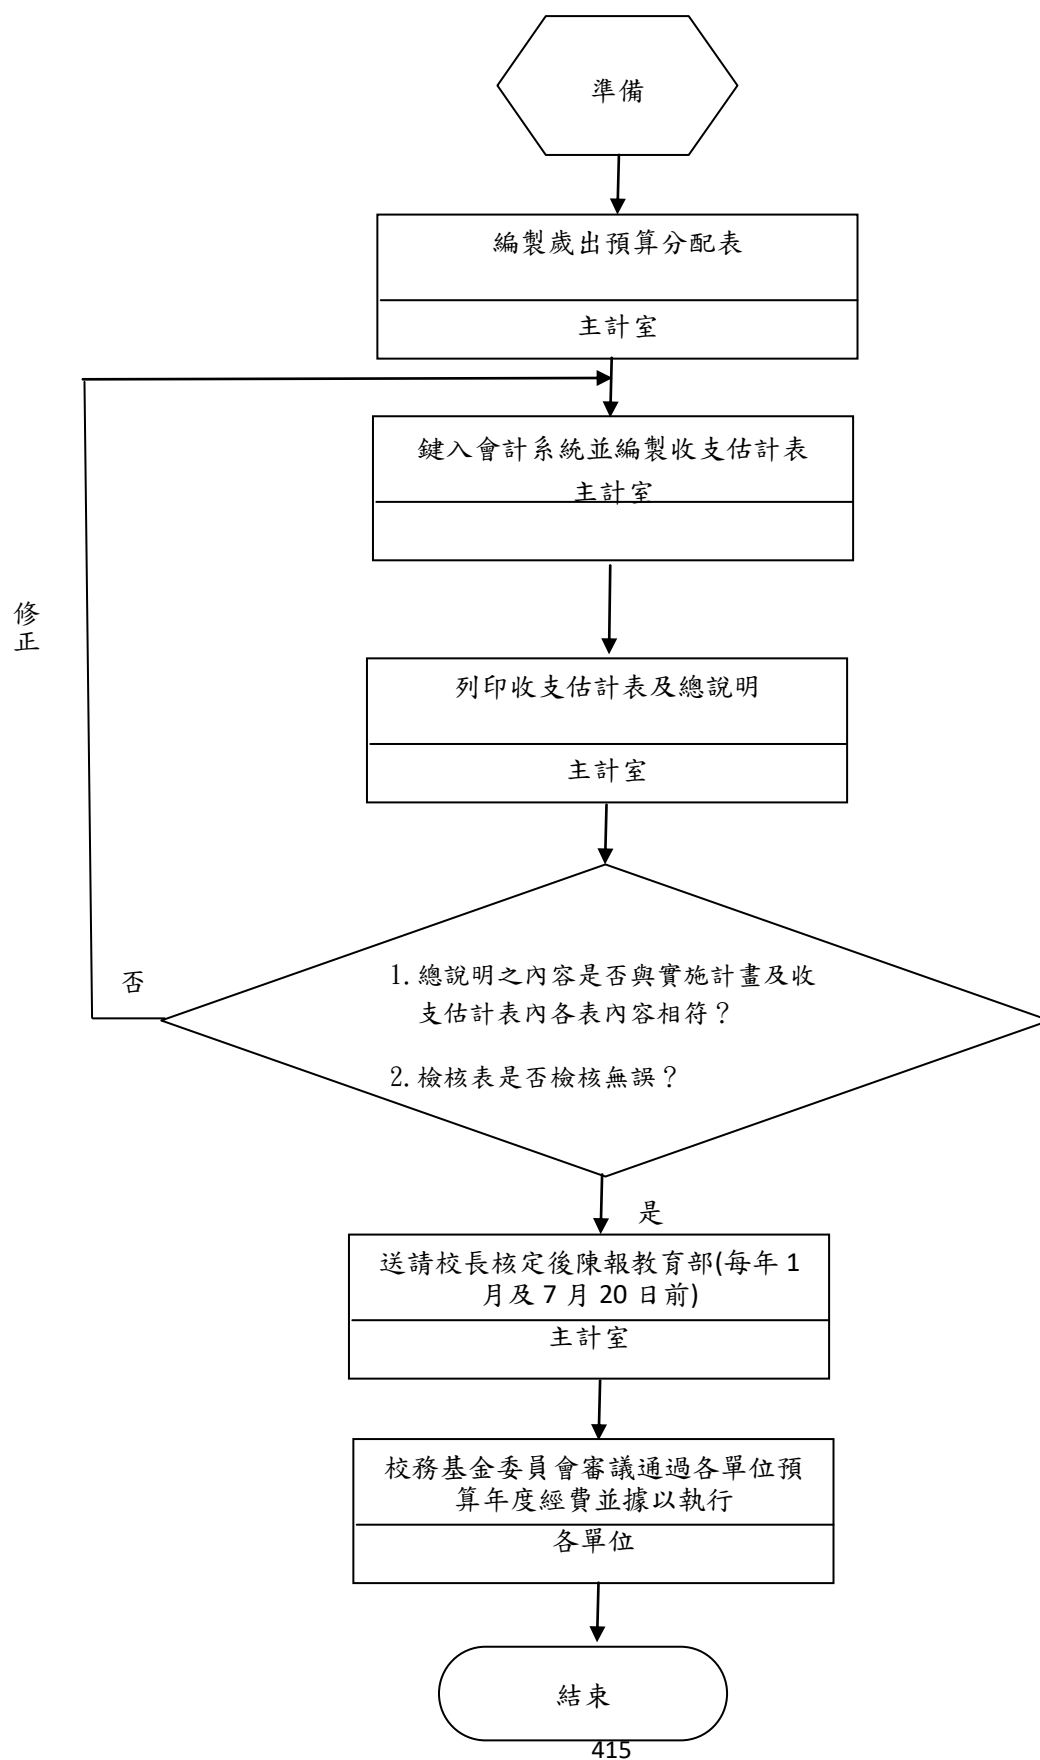 準備
編製歲出預算分配表
主計室
鍵入會計系統並編製收支估計表
主計室
修
正
列印收支估計表及總說明
主計室
否
1. 總說明之內容是否與實施計畫及收
支估計表內各表內容相符？
2. 檢核表是否檢核無誤？
是
送請校長核定後陳報教育部(每年 1
月及 7 月 20 日前)
主計室
校務基金委員會審議通過各單位預
算年度經費並據以執行
各單位
結束
415